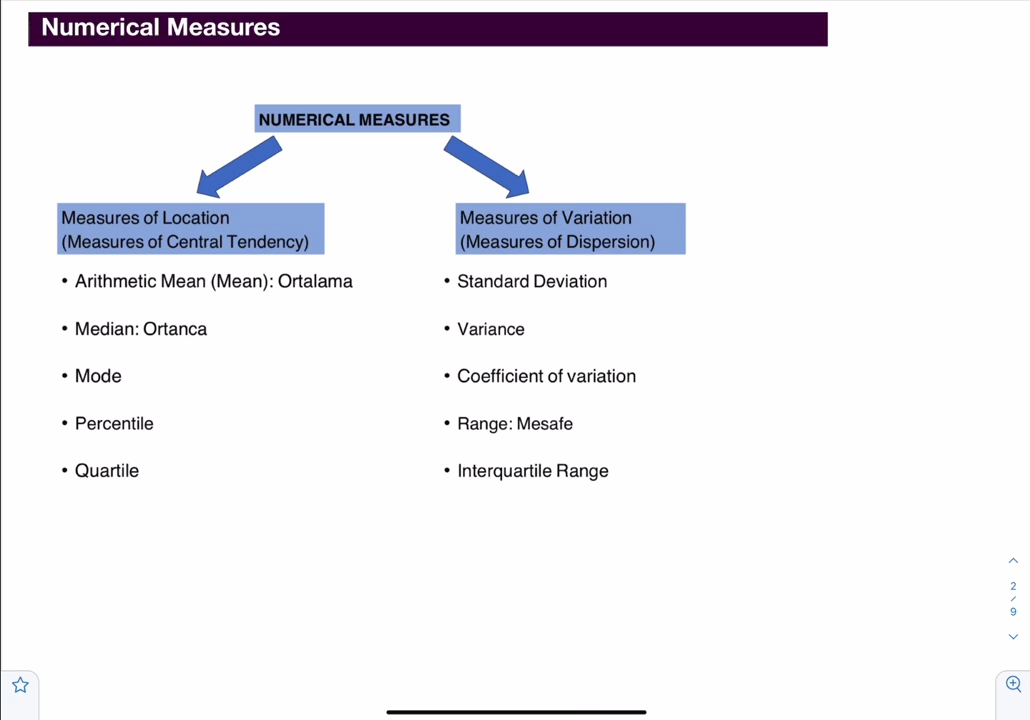 Numerical Measures
NUMERICAL MEASURES
Measures of Location
(Measures of Central Tendency)
• Arithmetic Mean (Mean): Ortalama
• Median: Ortanca
• Mode
• Percentile
• Quartile
Measures of Variation
(Measures of Dispersion)
• Standard Deviation
• Variance
• Coefficient of variation
• Range: Mesafe
• Interquartile Range
2
/
9